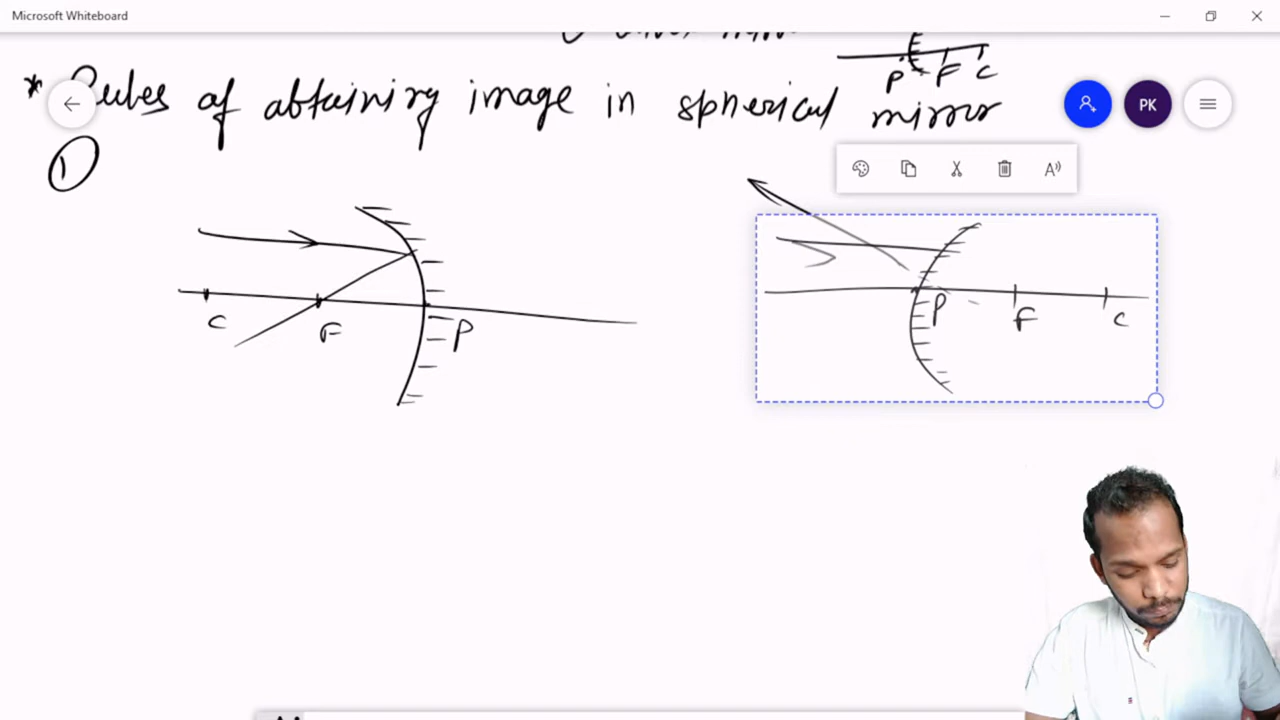 Microsoft Whiteboard
P F C
* Rules of obtaining image in spherical mirror
PK
①
C F P
P F C